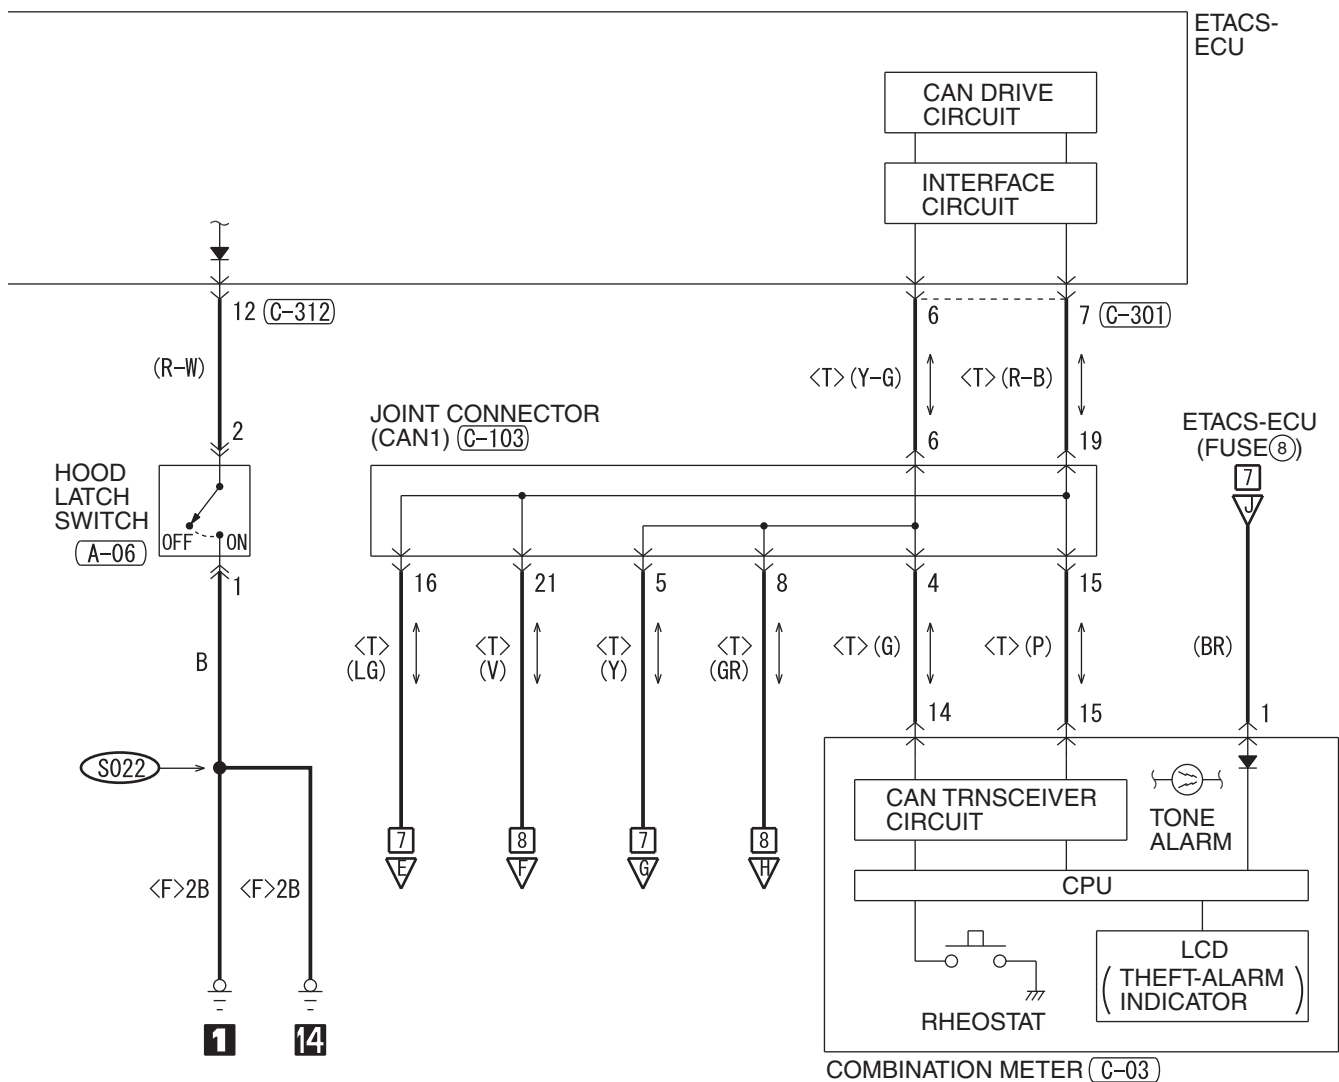 ETACS-
ECU
CAN DRIVE
CIRCUIT
INTERFACE
CIRCUIT
12 (C-312)
6
7 (C-301)
(R-W)
<T>(Y-G)
<T>(R-B)
JOINT CONNECTOR
(CAN1) (C-103)
2
6
19
ETACS-ECU
(FUSE⑧)
7
J
HOOD
LATCH
SWITCH
(A-06)
OFF
ON
1
16
21
5
8
4
15
<T>
(LG)
<T>
(V)
<T>
(Y)
<T>
(GR)
<T>(G)
<T>(P)
(BR)
B
14
15
1
S022
CAN TRNSCEIVER
CIRCUIT
TONE
ALARM
7
E
8
F
7
G
8
H
<F>2B
<F>2B
CPU
LCD
(THEFT-ALARM
INDICATOR)
RHEOSTAT
1
14
COMBINATION METER (C-03)